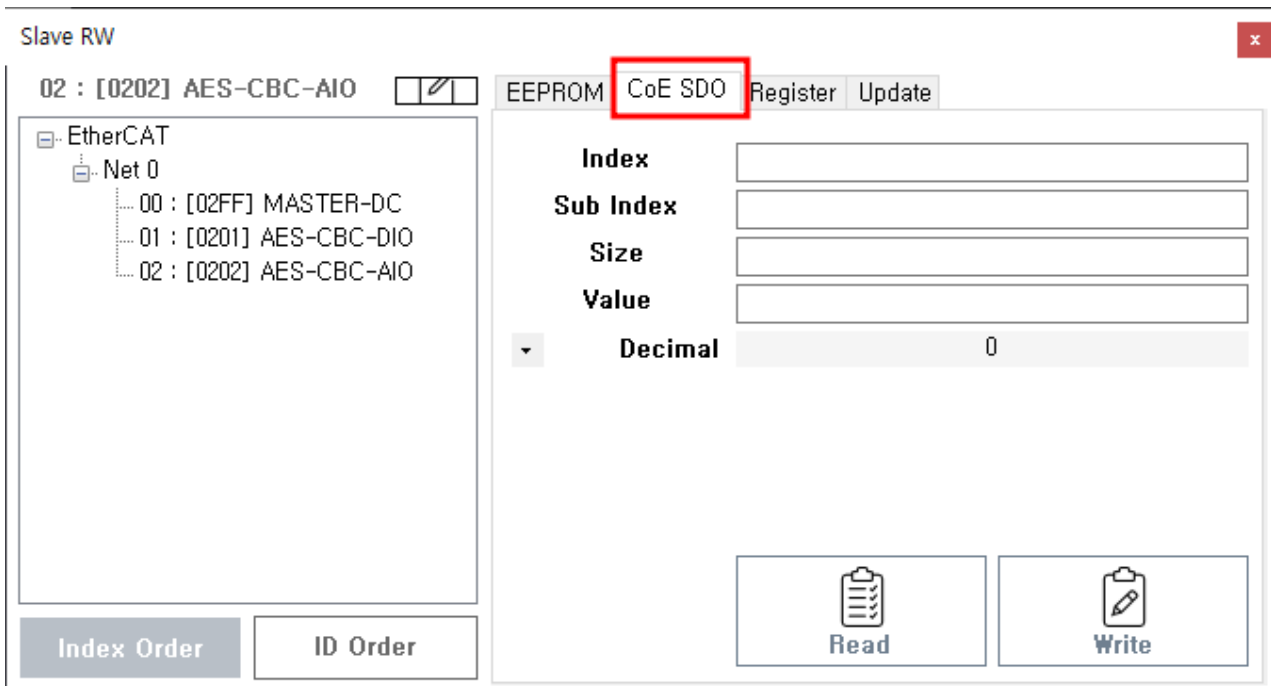 Slave RW
x
02 : [0202] AES-CBC-AIO
EEPROM CoE SDO Register Update
EtherCAT
Net 0
00 : [02FF] MASTER-DC
01 : [0201] AES-CBC-DIO
02 : [0202] AES-CBC-AIO
Index
Sub Index
Size
Value
Decimal 0
Index Order
ID Order
Read
Write